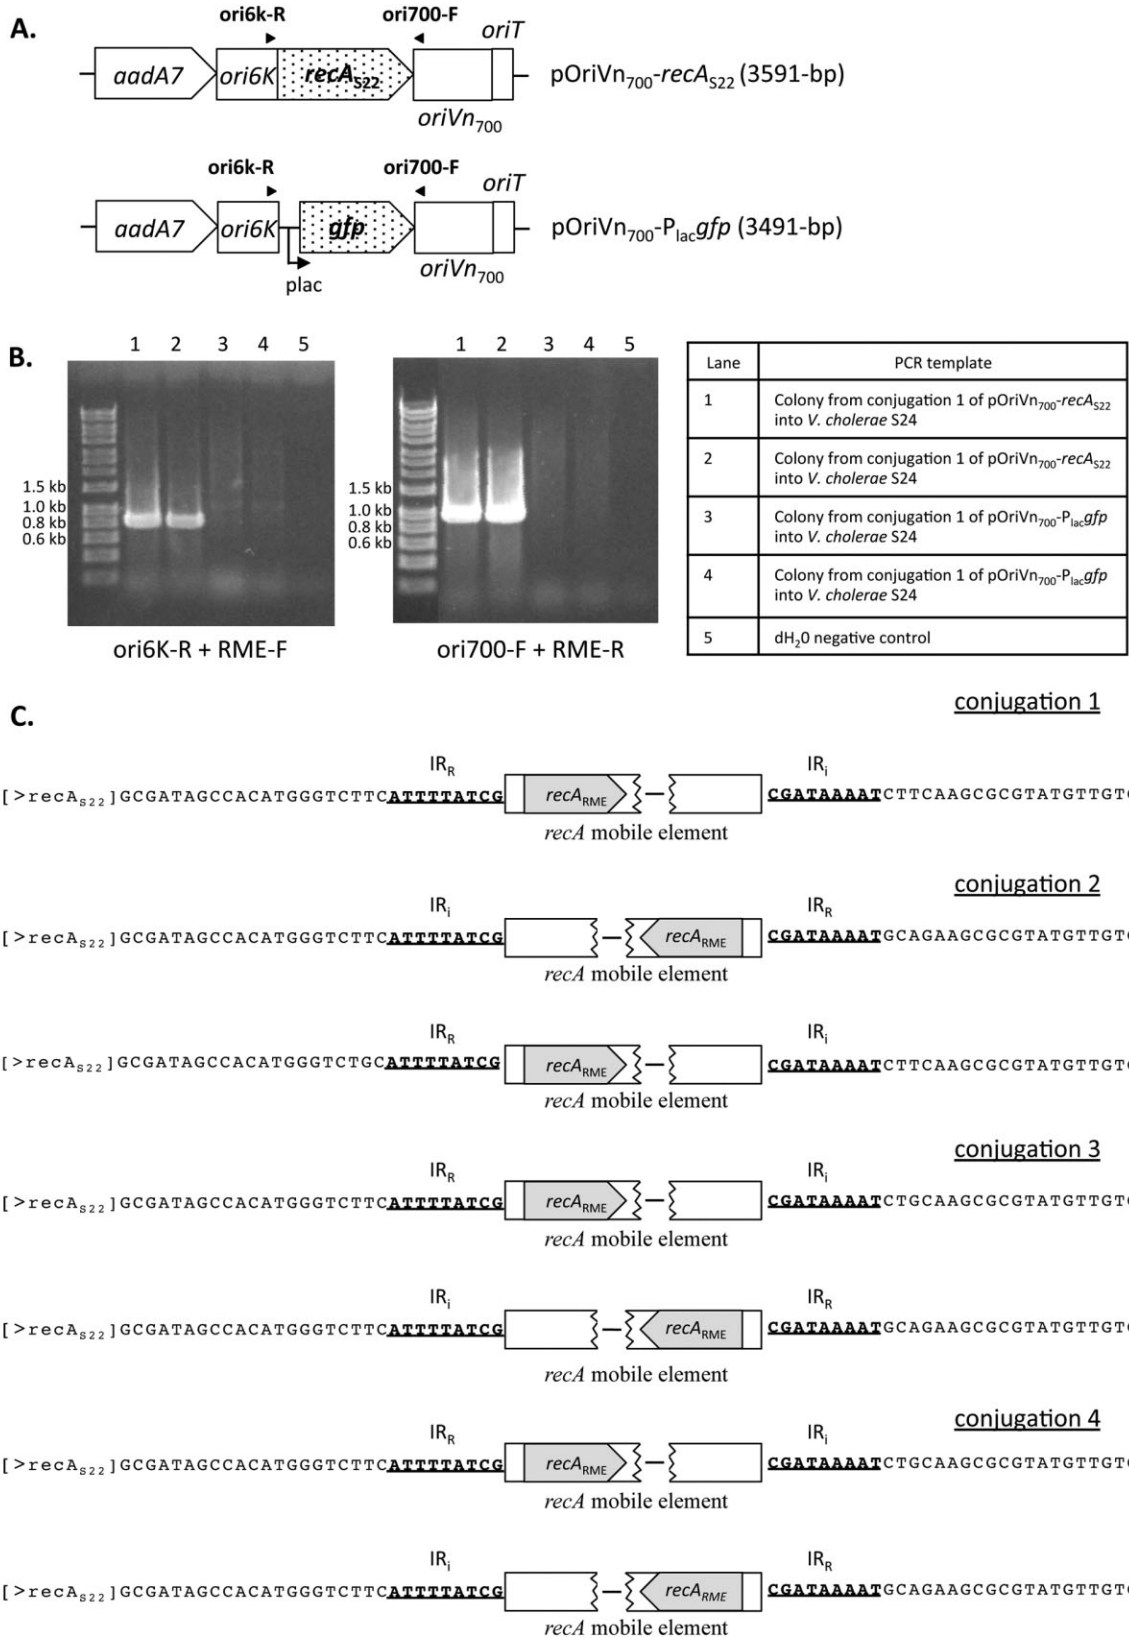 A.
ori6k-R ori700-F oriT
aadA7 ori6K recAS22 pOriVn700-recAS22 (3591-bp)
oriVn700
ori6k-R ori700-F oriT
aadA7 ori6K gfp pOriVn700-Placgfp (3491-bp)
oriVn700
plac
B.
1 2 3 4 5
1.5 kb
1.0 kb
0.8 kb
0.6 kb
ori6K-R + RME-F
1 2 3 4 5
1.5 kb
1.0 kb
0.8 kb
0.6 kb
ori700-F + RME-R
Lane PCR template
1 Colony from conjugation 1 of pOriVn700-recAS22
into V. cholerae S24
2 Colony from conjugation 1 of pOriVn700-recAS22
into V. cholerae S24
3 Colony from conjugation 1 of pOriVn700-Placgfp
into V. cholerae S24
4 Colony from conjugation 1 of pOriVn700-Placgfp
into V. cholerae S24
5 dH20 negative control
C.
conjugation 1
IRR IRi
[>recAS22]GCGATAGCCACATGGGTCTTCATTTTATCG recARME CGATAAAATCTTCAAGCGCGTATGTTGT
recA mobile element
conjugation 2
IRi IRR
[>recAS22]GCGATAGCCACATGGGTCTTCATTTTATCG recARME CGATAAAATGCAGAAGCGCGTATGTTGT
recA mobile element
IRR IRi
[>recAS22]GCGATAGCCACATGGGTCTGCATTTTATCG recARME CGATAAAATCTTCAAGCGCGTATGTTGT
recA mobile element
conjugation 3
IRR IRi
[>recAS22]GCGATAGCCACATGGGTCTTCATTTTATCG recARME CGATAAAATCTGCAAGCGCGTATGTTGT
recA mobile element
IRi IRR
[>recAS22]GCGATAGCCACATGGGTCTTCATTTTATCG recARME CGATAAAATGCAGAAGCGCGTATGTTGT
recA mobile element
conjugation 4
IRR IRi
[>recAS22]GCGATAGCCACATGGGTCTTCATTTTATCG recARME CGATAAAATCTGCAAGCGCGTATGTTGT
recA mobile element
IRi IRR
[>recAS22]GCGATAGCCACATGGGTCTTCATTTTATCG recARME CGATAAAATGCAGAAGCGCGTATGTTGT
recA mobile element